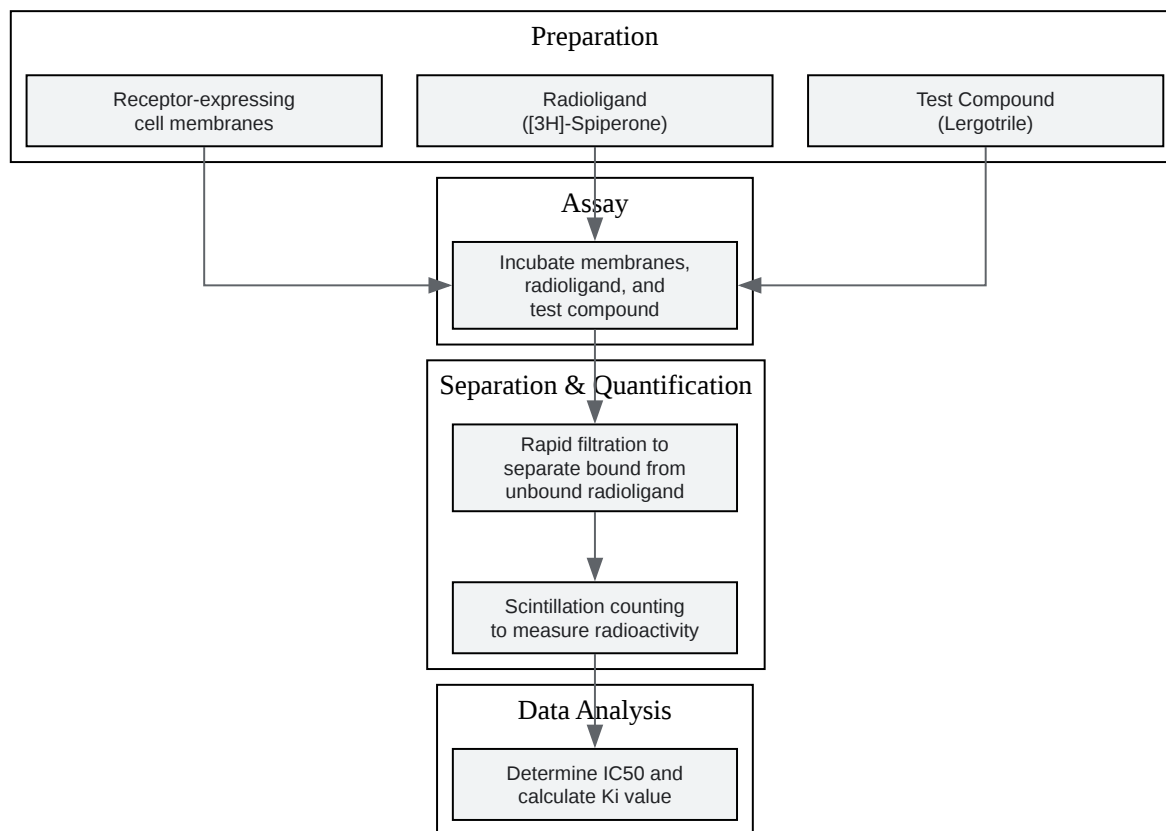 Preparation
Receptor-expressing
cell membranes
Radioligand
([3H]-Spiperone)
Test Compound
(Lergotrile)
Assay
Incubate membranes,
radioligand, and
test compound
Separation & Quantification
Rapid filtration to
separate bound from
unbound radioligand
Scintillation counting
to measure radioactivity
Data Analysis
Determine IC50 and
calculate Ki value